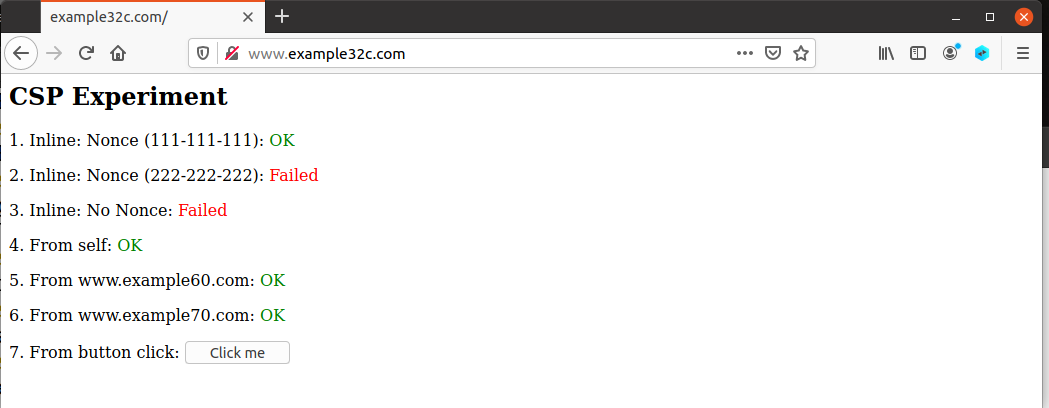 example32c.com/
www.example32c.com
CSP Experiment
1. Inline: Nonce (111-111-111): OK
2. Inline: Nonce (222-222-222): Failed
3. Inline: No Nonce: Failed
4. From self: OK
5. From www.example60.com: OK
6. From www.example70.com: OK
7. From button click: Click me